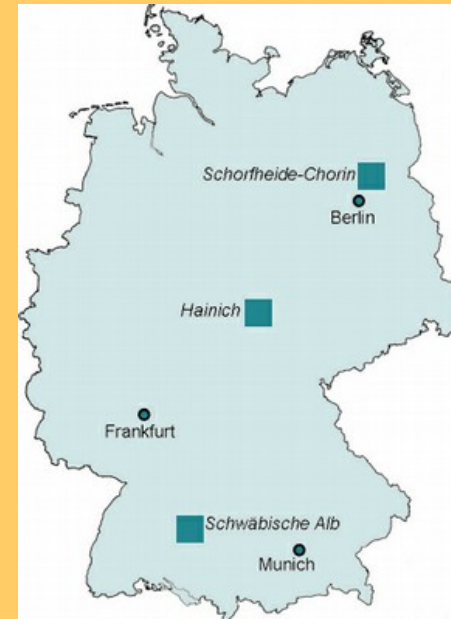 Schorfheide-Chorin
Berlin
Hainich
Frankfurt
Schwäbische Alb
Munich